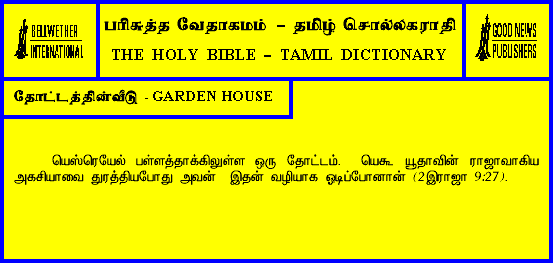 BELLWETHER
INTERNATIONAL
பரிசுத்த வேதாகமம் – தமிழ் சொல்லகராதி
THE HOLY BIBLE – TAMIL DICTIONARY
GOOD NEWS
PUBLISHERS
தோட்டத்தின்வீடு - GARDEN HOUSE
யெஸ்ரெயேல் பள்ளத்தாக்கிலுள்ள ஒரு தோட்டம். யெகூ யூதாவின் ராஜாவாகிய
அகசியாவை துரத்தியபோது அவன் இதன் வழியாக ஓடிப்போனான் (2இராஜா 9:27).